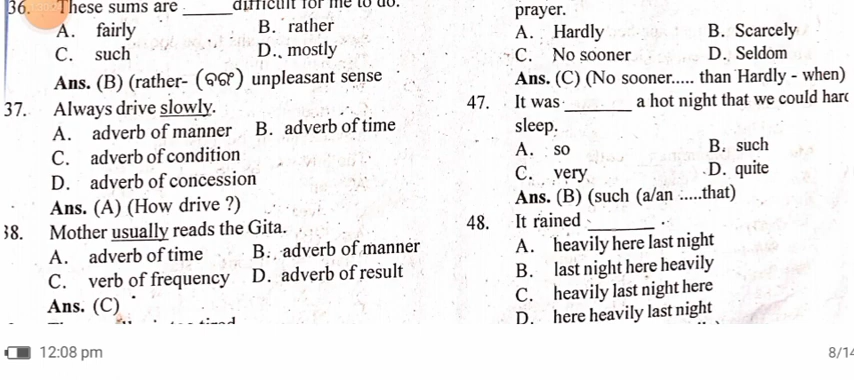 36. These sums are ______ difficult for me to do.
A. fairly B. rather
C. such D. mostly
Ans. (B) (rather- ( ) unpleasant sense
37. Always drive slowly.
A. adverb of manner B. adverb of time
C. adverb of condition
D. adverb of concession
Ans. (A) (How drive ?)
38. Mother usually reads the Gita.
A. adverb of time B. adverb of manner
C. verb of frequency D. adverb of result
Ans. (C)
prayer.
A. Hardly B. Scarcely
C. No sooner D. Seldom
Ans. (C) (No sooner..... than Hardly - when)
47. It was ______ a hot night that we could hard
sleep.
A. so B. such
C. very D. quite
Ans. (B) (such (a/an .....that)
48. It rained ______ .
A. heavily here last night
B. last night here heavily
C. heavily last night here
D. here heavily last night
12:08 pm 8/14